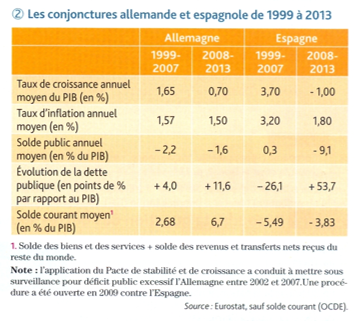 ② Les conjonctures allemande et espagnole de 1999 à 2013
Allemagne Espagne
1999-2007 2008-2013 1999-2007 2008-2013
Taux de croissance annuel
moyen du PIB (en %) 1,65 0,70 3,70 - 1,00
Taux d'inflation annuel
moyen (en %) 1,57 1,50 3,20 1,80
Solde public annuel
moyen (en % du PIB) – 2,2 – 1,6 0,3 - 9,1
Évolution de la dette
publique (en points de %
par rapport au PIB) + 4,0 + 11,6 – 26,1 + 53,7
Solde courant moyen¹
(en % du PIB) 2,68 6,7 – 5,49 – 3,83
1. Solde des biens et des services + solde des revenus et transferts nets reçus du
reste du monde.
Note : l'application du Pacte de stabilité et de croissance a conduit à mettre sous
surveillance pour déficit public excessif l'Allemagne entre 2002 et 2007.Une procé-
dure a été ouverte en 2009 contre l'Espagne.
Source : Eurostat, sauf solde courant (OCDE).